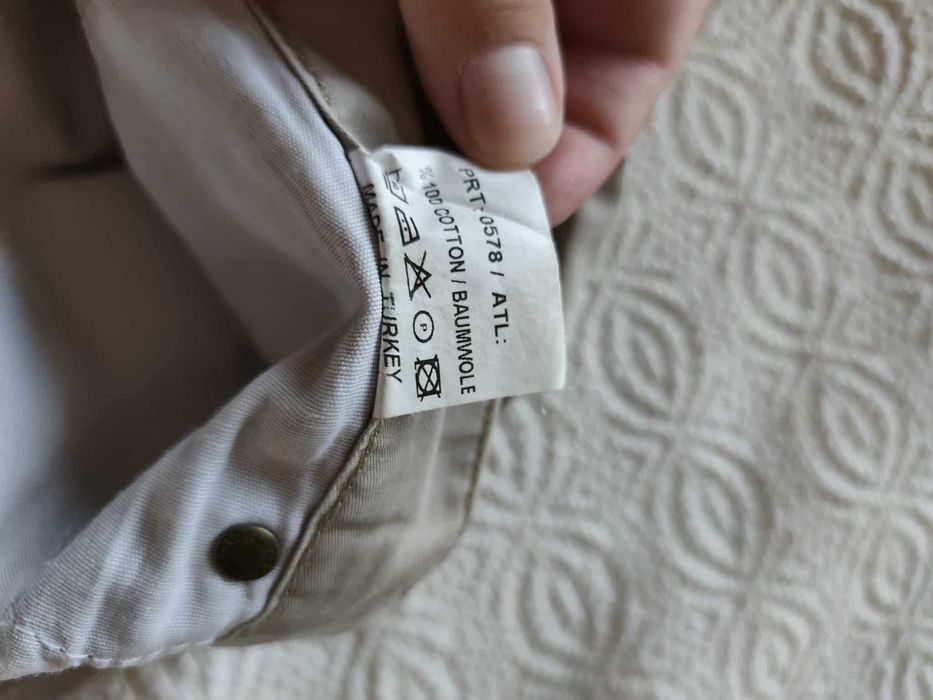 PRT: 0578 / ATL:
%100 COTTON / BAUMWOLE
P
MADE IN TURKEY